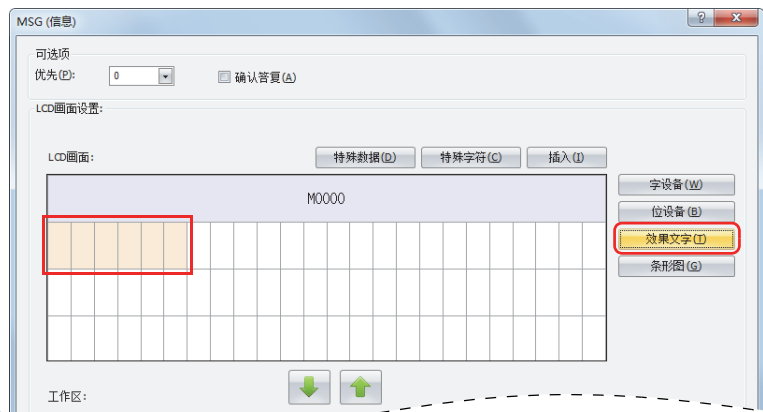 MSG (信息)
可选项
优先(P): 0 确认答复(A)
LCD画面设置:
LCD画面: 特殊数据(D) 特殊字符(C) 插入(I)
M0000
字设备(W)
位设备(B)
效果文字(T)
条形图(G)
工作区: